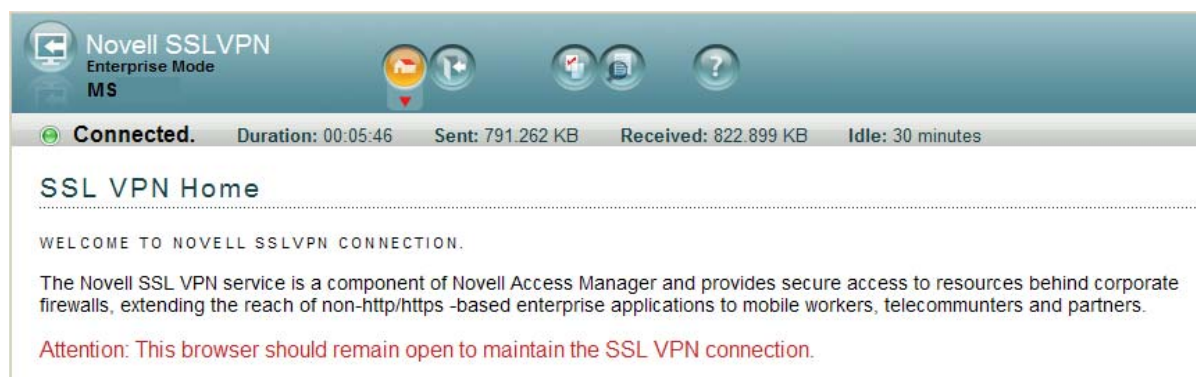 Novell SSLVPN
Enterprise Mode
MS
Connected. Duration: 00:05:46 Sent: 791.262 KB Received: 822.899 KB Idle: 30 minutes
SSL VPN Home
WELCOME TO NOVELL SSLVPN CONNECTION.
The Novell SSL VPN service is a component of Novell Access Manager and provides secure access to resources behind corporate
firewalls, extending the reach of non-http/https -based enterprise applications to mobile workers, telecommunters and partners.
Attention: This browser should remain open to maintain the SSL VPN connection.